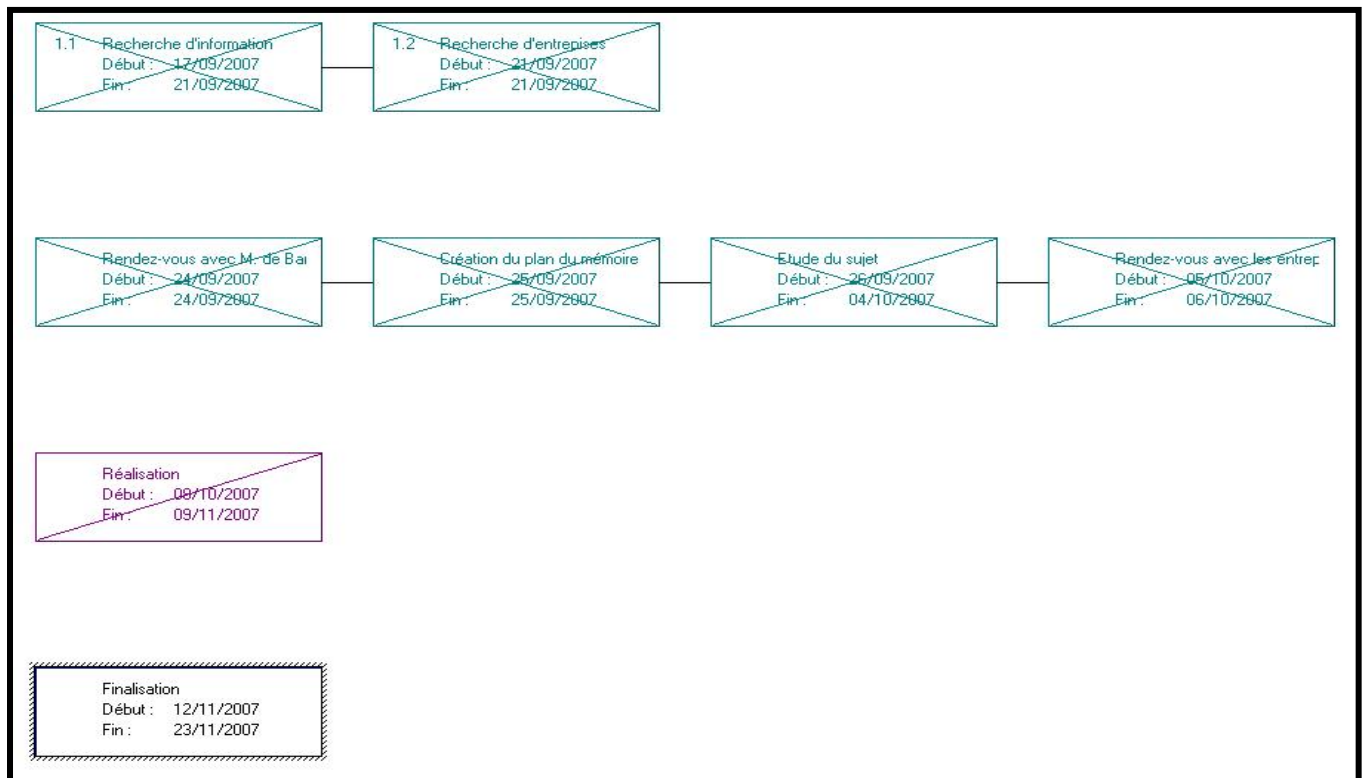 1.1 Recherche d'information
Début : 17/09/2007
Fin : 21/09/2007
1.2 Recherche d'entrepises
Début : 21/09/2007
Fin : 21/09/2007
Rendez-vous avec M. de Bar
Début : 24/09/2007
Fin : 24/09/2007
Création du plan du mémoire
Début : 25/09/2007
Fin : 25/09/2007
Etude du sujet
Début : 26/09/2007
Fin : 04/10/2007
Rendez-vous avec les entrep
Début : 05/10/2007
Fin : 06/10/2007
Réalisation
Début : 09/10/2007
Fin : 09/11/2007
Finalisation
Début : 12/11/2007
Fin : 23/11/2007